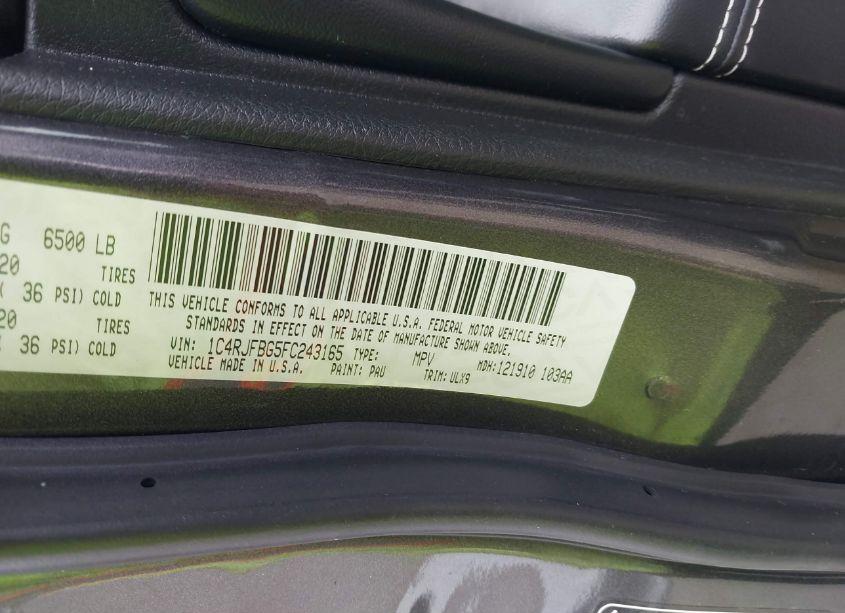 G 6500 LB
20 TIRES
( 36 PSI) COLD
20 TIRES
36 PSI) COLD
THIS VEHICLE CONFORMS TO ALL APPLICABLE U.S.A. FEDERAL MOTOR VEHICLE SAFETY
STANDARDS IN EFFECT ON THE DATE OF MANUFACTURE SHOWN ABOVE.
VIN: 1C4RJFBG5FC243165 TYPE: MPV MDH:121910 103AA
VEHICLE MADE IN U.S.A. PAINT: PAU TRIM: ULX9